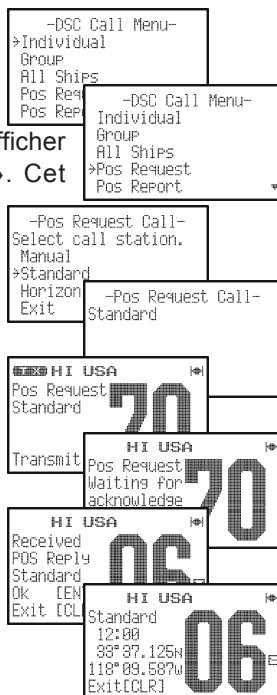 -DSC Call Menu-
→Individual
Group
All Ships
Pos Req
Pos Rep
-DSC Call Menu-
Individual
Group
All Ships
→Pos Request
Pos Report
fficher
. Cet
-Pos Request Call-
Select call station.
Manual
→Standard
Horizon
Exit
-Pos Request Call-
Standard
HI USA
Pos Request
Standard
70
Transmit
HI USA
Pos Request
Waiting for
acknowledge
70
HI USA
Received
POS Reply
Standard
Ok [EN
Exit [CL
06
HI USA
Standard
12:00
33°37.125N
118°09.587W
Exit[CLR]
06